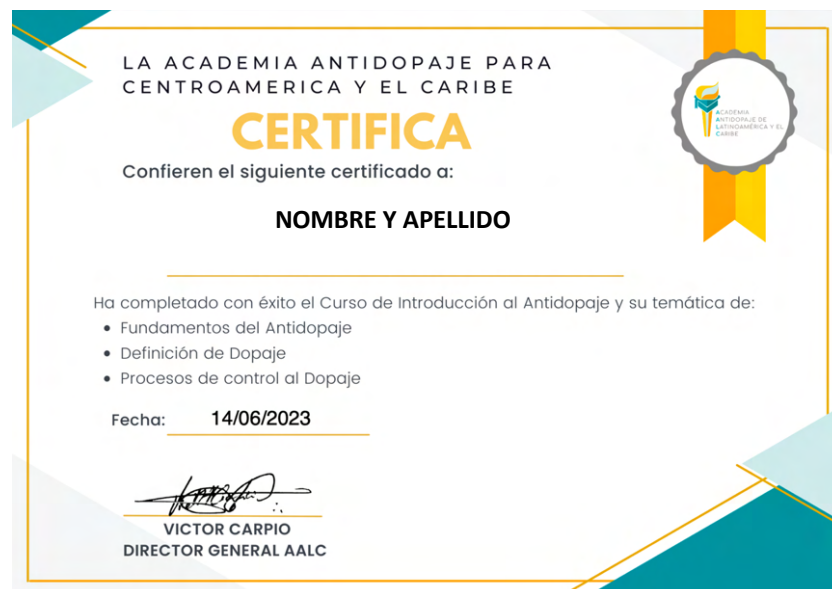 LA ACADEMIA ANTIDOPAJE PARA
CENTROAMERICA Y EL CARIBE
CERTIFICA
Confieren el siguiente certificado a:
ACADEMIA
ANTIDOPAJE DE
LATINOAMÉRICA Y EL
CARIBE
NOMBRE Y APELLIDO
Ha completado con éxito el Curso de Introducción al Antidopaje y su temática de:
• Fundamentos del Antidopaje
• Definición de Dopaje
• Procesos de control al Dopaje
Fecha: 14/06/2023
VICTOR CARPIO
DIRECTOR GENERAL AALC